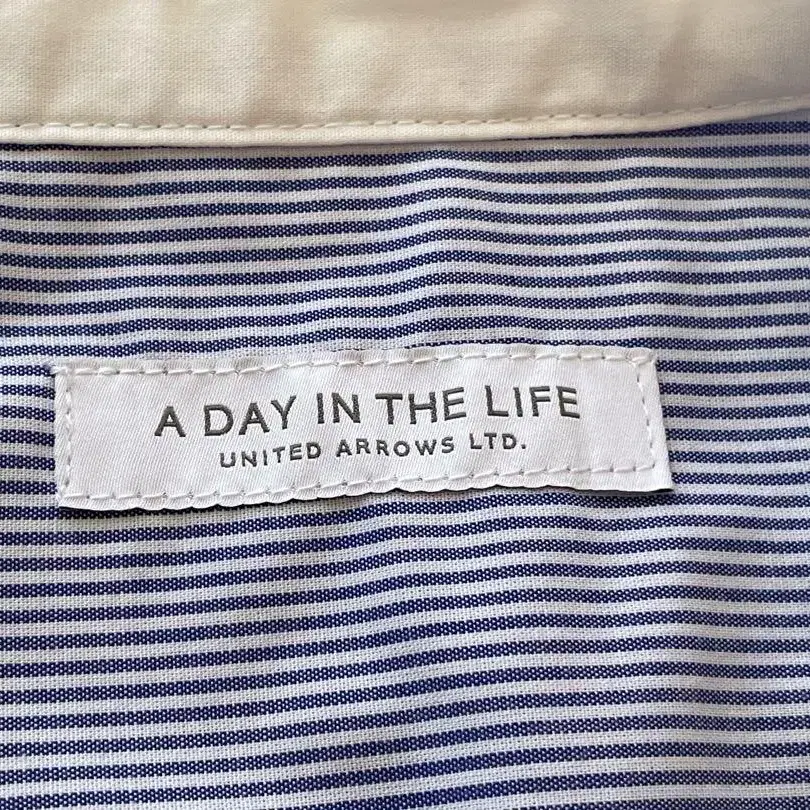 A DAY IN THE LIFE
UNITED ARROWS LTD.